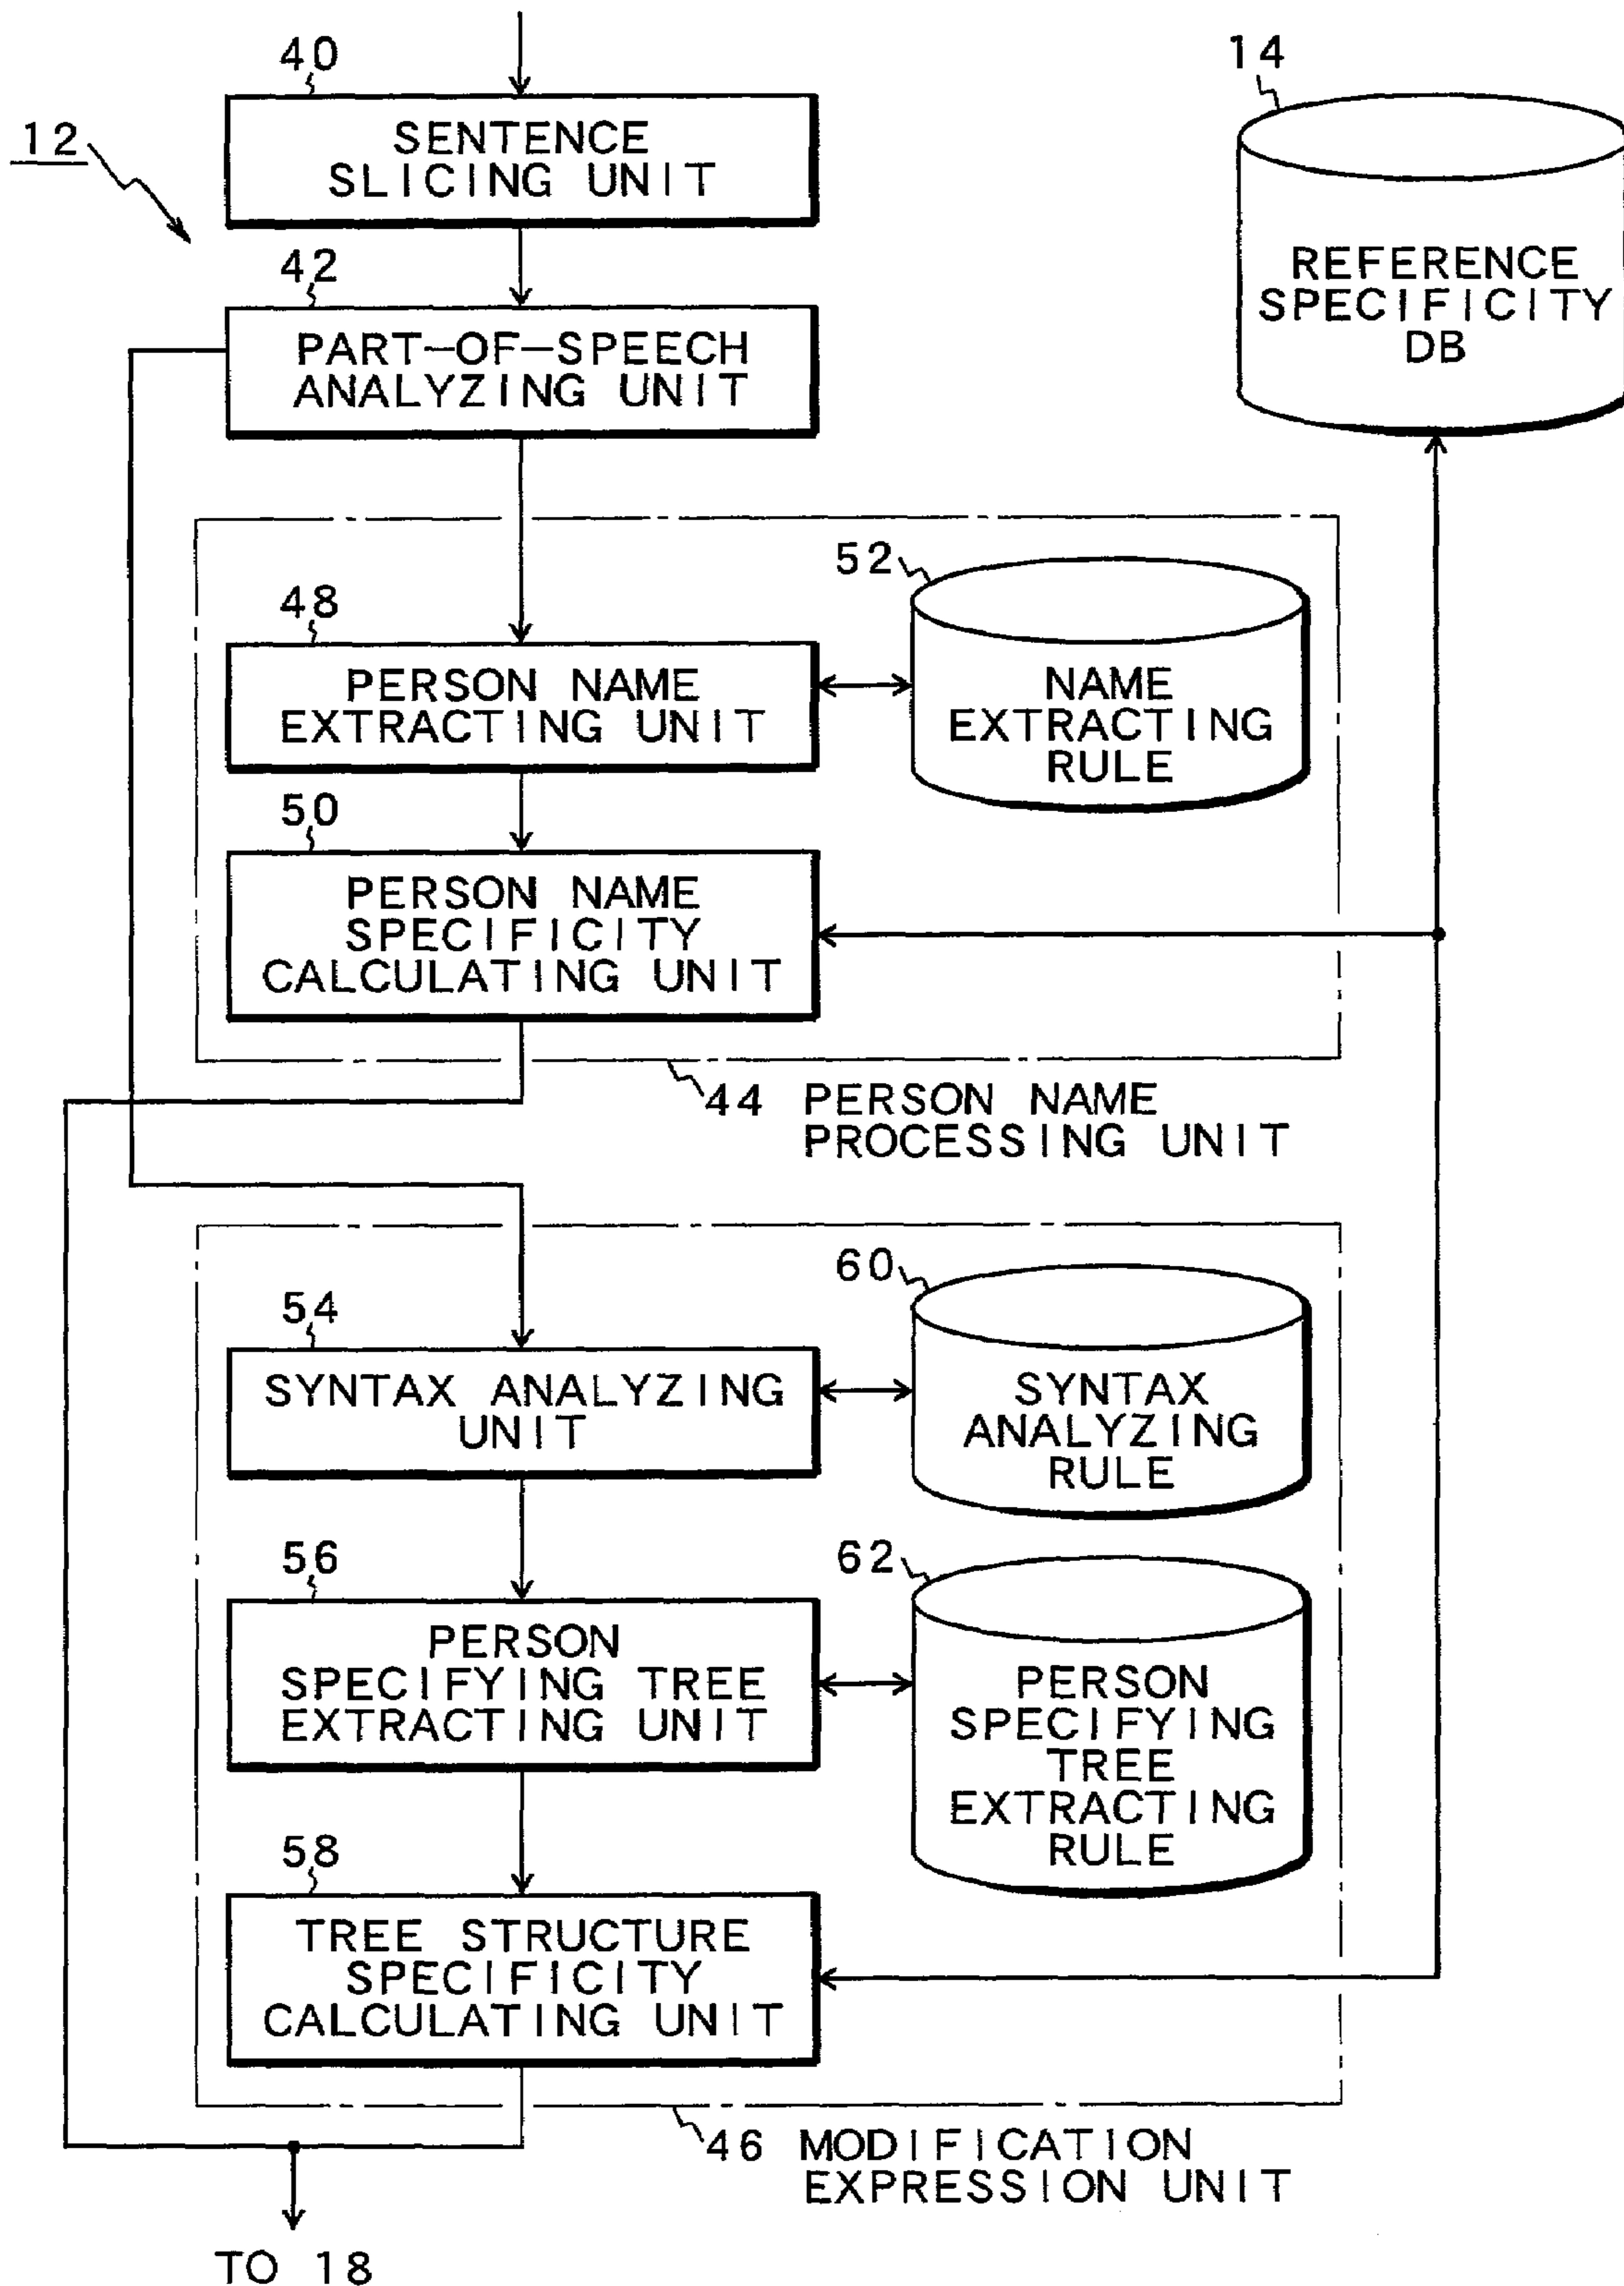 40
14
12
SENTENCE
SLICING UNIT
42
REFERENCE
SPECIFICITY
DB
PART-OF-SPEECH
ANALYZING UNIT
52
48
PERSON NAME
EXTRACTING UNIT
NAME
EXTRACTING
RULE
50
PERSON NAME
SPECIFICITY
CALCULATING UNIT
44 PERSON NAME
PROCESSING UNIT
60
54
SYNTAX ANALYZING
UNIT
SYNTAX
ANALYZING
RULE
56
62
PERSON
SPECIFYING TREE
EXTRACTING UNIT
PERSON
SPECIFYING
TREE
EXTRACTING
RULE
58
TREE STRUCTURE
SPECIFICITY
CALCULATING UNIT
46 MODIFICATION
EXPRESSION UNIT
TO 18